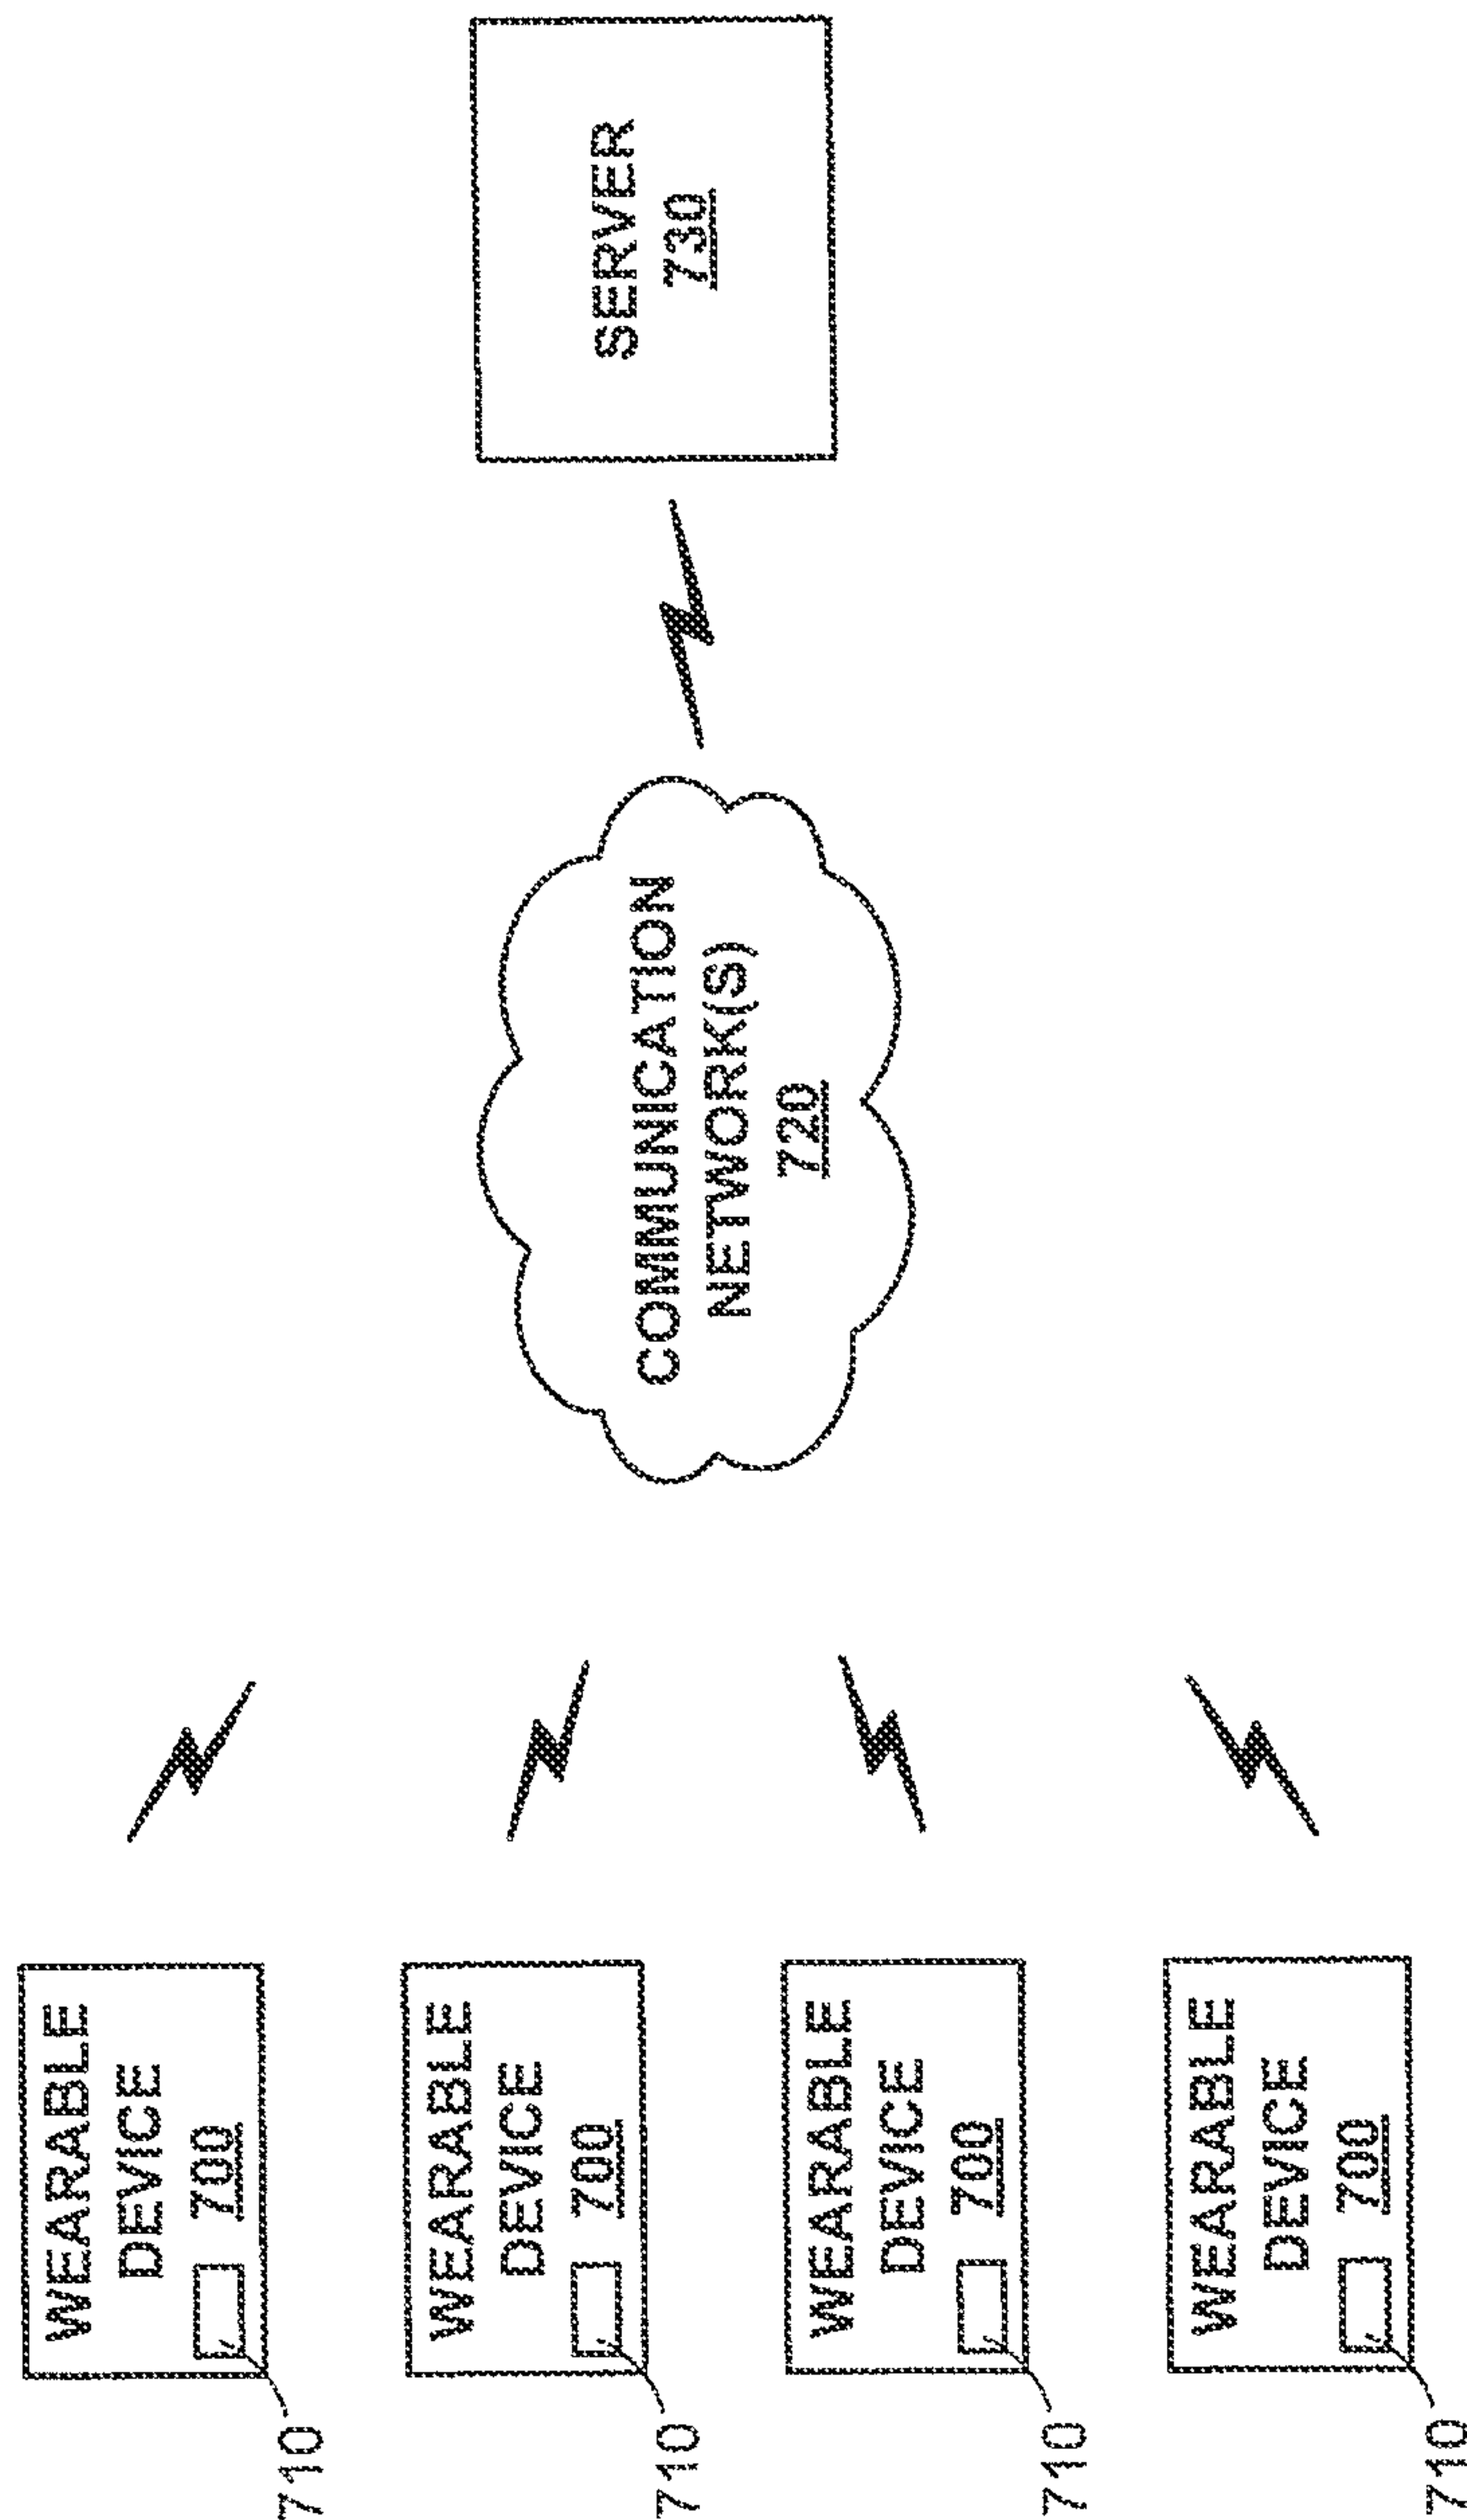 WEARABLE
DEVICE
700
710
WEARABLE
DEVICE
700
710
WEARABLE
DEVICE
700
710
WEARABLE
DEVICE
700
710
COMMUNICATION
NETWORK(S)
720
SERVER
730